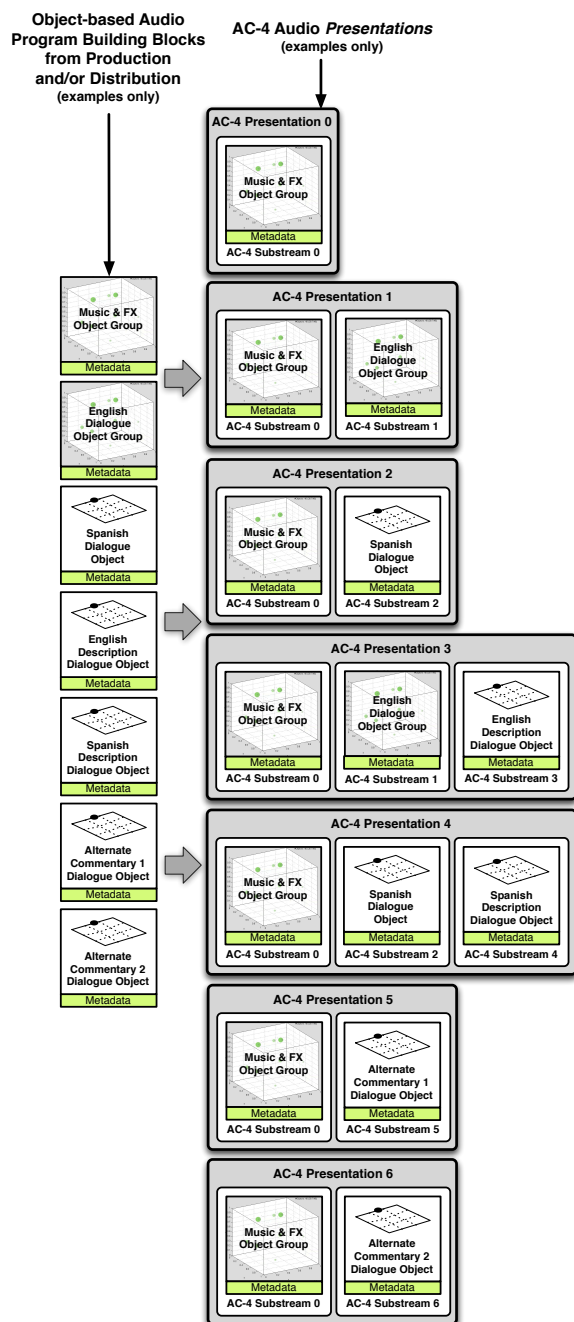 Object-based Audio
Program Building Blocks
from Production
and/or Distribution
(examples only)
AC-4 Audio Presentations
(examples only)
Music & FX
Object Group
Metadata
English
Dialogue
Object Group
Metadata
Spanish
Dialogue
Object
Metadata
English
Description
Dialogue Object
Metadata
Spanish
Description
Dialogue Object
Metadata
Alternate
Commentary 1
Dialogue Object
Metadata
Alternate
Commentary 2
Dialogue Object
Metadata
AC-4 Presentation 0
Music & FX
Object Group
Metadata
AC-4 Substream 0
AC-4 Presentation 1
Music & FX
Object Group
Metadata
AC-4 Substream 0
English
Dialogue
Object Group
Metadata
AC-4 Substream 1
AC-4 Presentation 2
Music & FX
Object Group
Metadata
AC-4 Substream 0
Spanish
Dialogue
Object
Metadata
AC-4 Substream 2
AC-4 Presentation 3
Music & FX
Object Group
Metadata
AC-4 Substream 0
English
Dialogue
Object Group
Metadata
AC-4 Substream 1
English
Description
Dialogue Object
Metadata
AC-4 Substream 3
AC-4 Presentation 4
Music & FX
Object Group
Metadata
AC-4 Substream 0
Spanish
Dialogue
Object
Metadata
AC-4 Substream 2
Spanish
Description
Dialogue Object
Metadata
AC-4 Substream 4
AC-4 Presentation 5
Music & FX
Object Group
Metadata
AC-4 Substream 0
Alternate
Commentary 1
Dialogue Object
Metadata
AC-4 Substream 5
AC-4 Presentation 6
Music & FX
Object Group
Metadata
AC-4 Substream 0
Alternate
Commentary 2
Dialogue Object
Metadata
AC-4 Substream 6